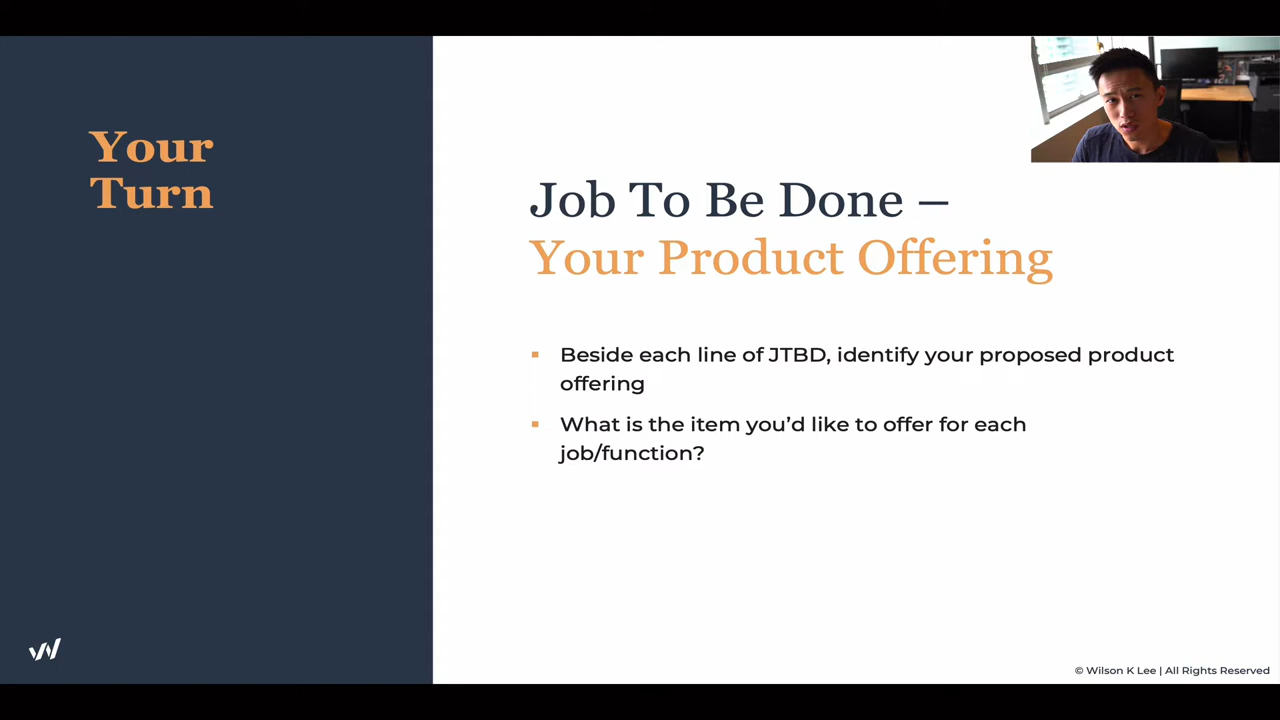 Your
Turn
Job To Be Done –
Your Product Offering
Beside each line of JTBD, identify your proposed product
offering
What is the item you’d like to offer for each
job/function?
© Wilson K Lee | All Rights Reserved